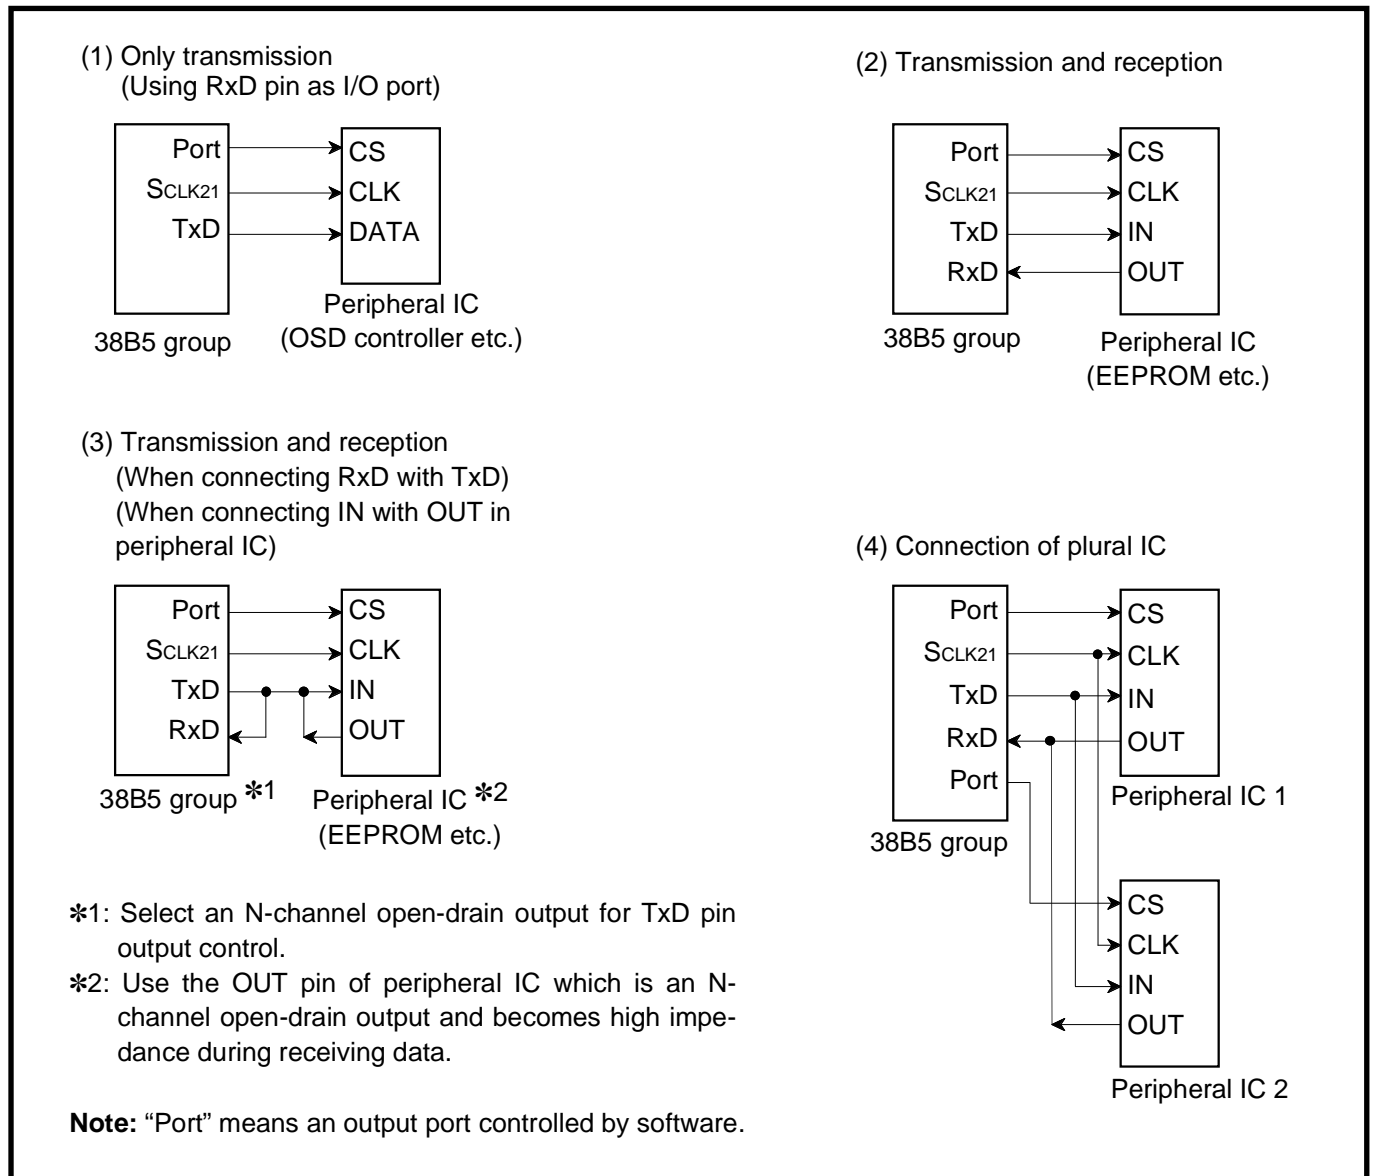 (1) Only transmission
(Using RxD pin as I/O port)
Port
SCLK21
TxD
CS
CLK
DATA
38B5 group
Peripheral IC
(OSD controller etc.)
(2) Transmission and reception
Port
SCLK21
TxD
RxD
CS
CLK
IN
OUT
38B5 group
Peripheral IC
(EEPROM etc.)
(3) Transmission and reception
(When connecting RxD with TxD)
(When connecting IN with OUT in
peripheral IC)
Port
SCLK21
TxD
RxD
CS
CLK
IN
OUT
38B5 group ✽1
Peripheral IC ✽2
(EEPROM etc.)
(4) Connection of plural IC
Port
SCLK21
TxD
RxD
Port
CS
CLK
IN
OUT
Peripheral IC 1
38B5 group
CS
CLK
IN
OUT
Peripheral IC 2
✽1: Select an N-channel open-drain output for TxD pin
output control.
✽2: Use the OUT pin of peripheral IC which is an N-
channel open-drain output and becomes high impe-
dance during receiving data.
Note: “Port” means an output port controlled by software.